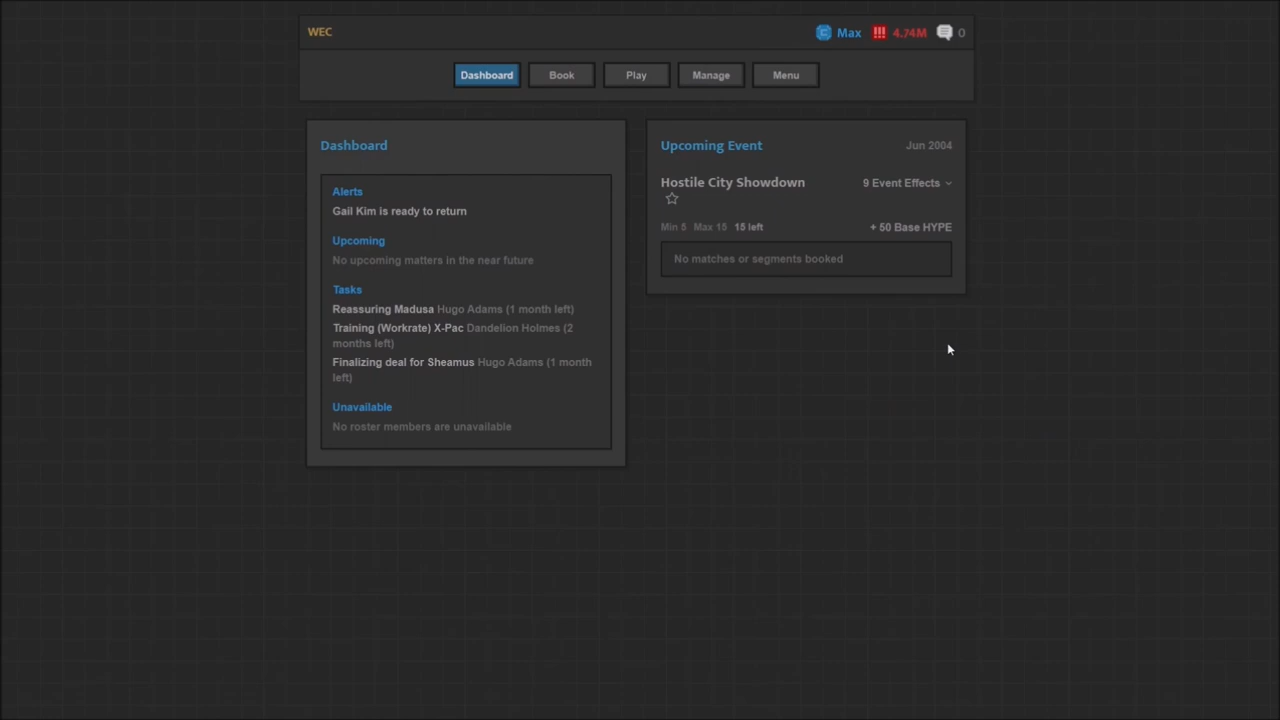 WEC
Max 4.74M 0
Dashboard Book Play Manage Menu
Dashboard
Alerts
Gail Kim is ready to return
Upcoming
No upcoming matters in the near future
Tasks
Reassuring Madusa Hugo Adams (1 month left)
Training (Workrate) X-Pac Dandelion Holmes (2
months left)
Finalizing deal for Sheamus Hugo Adams (1 month
left)
Unavailable
No roster members are unavailable
Upcoming Event Jun 2004
Hostile City Showdown 9 Event Effects
Min 5 Max 15 15 left + 50 Base HYPE
No matches or segments booked